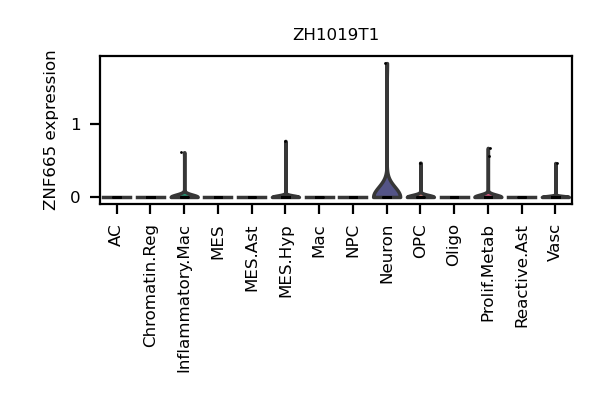 ZH1019T1
ZNF665 expression
1
0
AC
Chromatin.Reg
Inflammatory.Mac
MES
MES.Ast
MES.Hyp
Mac
NPC
Neuron
OPC
Oligo
Prolif.Metab
Reactive.Ast
Vasc